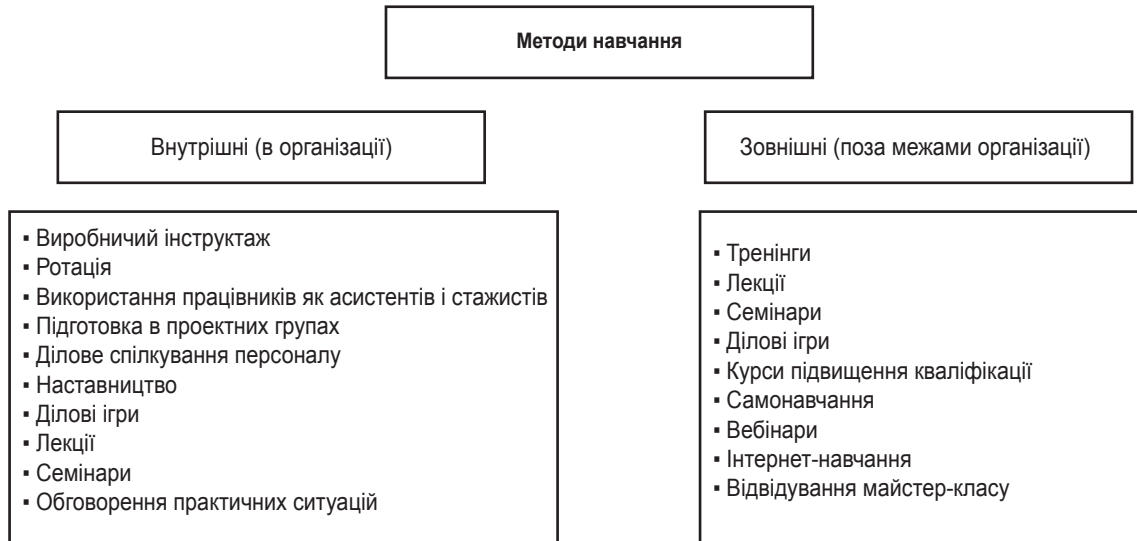 Методи навчання
Внутрішні (в організації)
Зовнішні (поза межами організації)
▪ Виробничий інструктаж
▪ Ротація
▪ Використання працівників як асистентів і стажистів
▪ Підготовка в проектних групах
▪ Ділове спілкування персоналу
▪ Наставництво
▪ Ділові ігри
▪ Лекції
▪ Семінари
▪ Обговорення практичних ситуацій
▪ Тренінги
▪ Лекції
▪ Семінари
▪ Ділові ігри
▪ Курси підвищення кваліфікації
▪ Самонавчання
▪ Вебінари
▪ Інтернет-навчання
▪ Відвідування майстер-класу